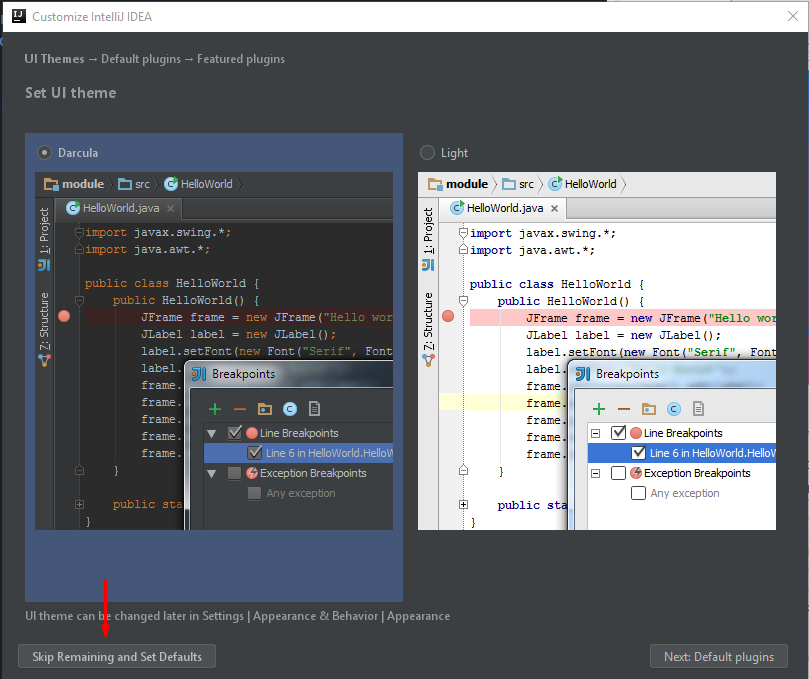 Customize IntelliJ IDEA
UI Themes → Default plugins → Featured plugins
Set UI theme
Darcula
module
src
HelloWorld
HelloWorld.java
1: Project
7: Structure
import javax.swing.*;
import java.awt.*;
public class HelloWorld {
public HelloWorld() {
JFrame frame = new JFrame("Hello wor
JLabel label = new JLabel();
label.setFont(new Font("Serif", Font
label.
frame.
frame.
frame.
frame.
frame.
}
public sta
}
Breakpoints
Line Breakpoints
Line 6 in HelloWorld.HelloW
Exception Breakpoints
Any exception
Light
module
src
HelloWorld
HelloWorld.java
1: Project
7: Structure
import javax.swing.*;
import java.awt.*;
public class HelloWorld {
public HelloWorld() {
JFrame frame = new JFrame("Hello wor
JLabel label = new JLabel();
label.setFont(new Font("Serif", Font
label.
frame.
frame.
frame.
frame.
frame.
}
public sta
}
Breakpoints
Line Breakpoints
Line 6 in HelloWorld.HelloW
Exception Breakpoints
Any exception
UI theme can be changed later in Settings | Appearance & Behavior | Appearance
Skip Remaining and Set Defaults
Next: Default plugins